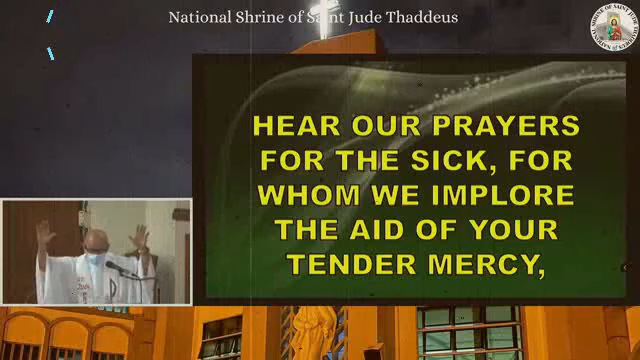 National Shrine of Saint Jude Thaddeus
HEAR OUR PRAYERS
FOR THE SICK, FOR
WHOM WE IMPLORE
THE AID OF YOUR
TENDER MERCY,